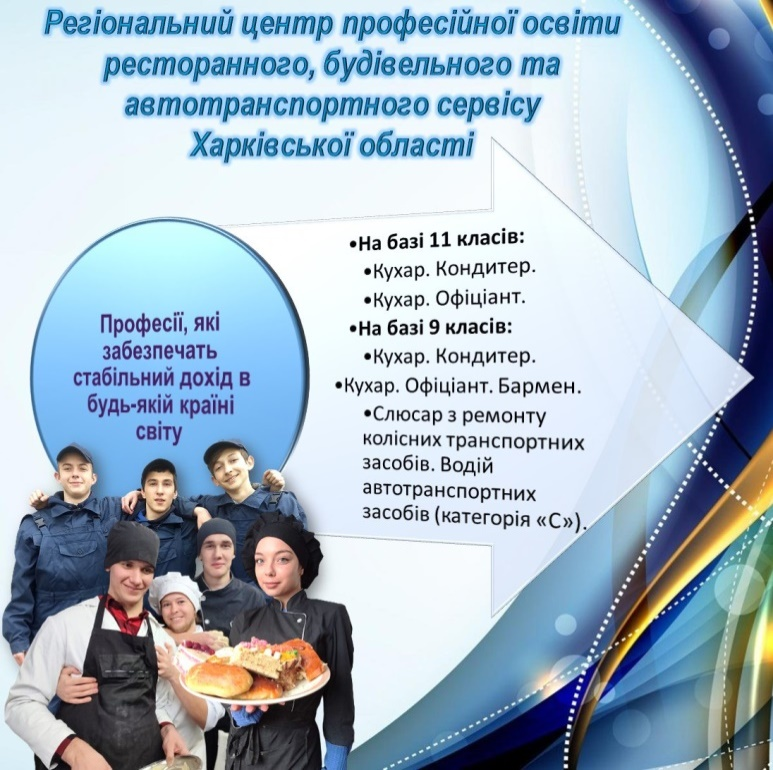 Регіональний центр професійної освіти
ресторанного, будівельного та
автотранспортного сервісу
Харківської області
•На базі 11 класів:
•Кухар. Кондитер.
•Кухар. Офіціант.
•На базі 9 класів:
•Кухар. Кондитер.
•Кухар. Офіціант. Бармен.
•Слюсар з ремонту
колісних транспортних
засобів. Водій
автотранспортних
засобів (категорія «С»).
Професії, які
забезпечать
стабільний дохід в
будь-якій країні
світу